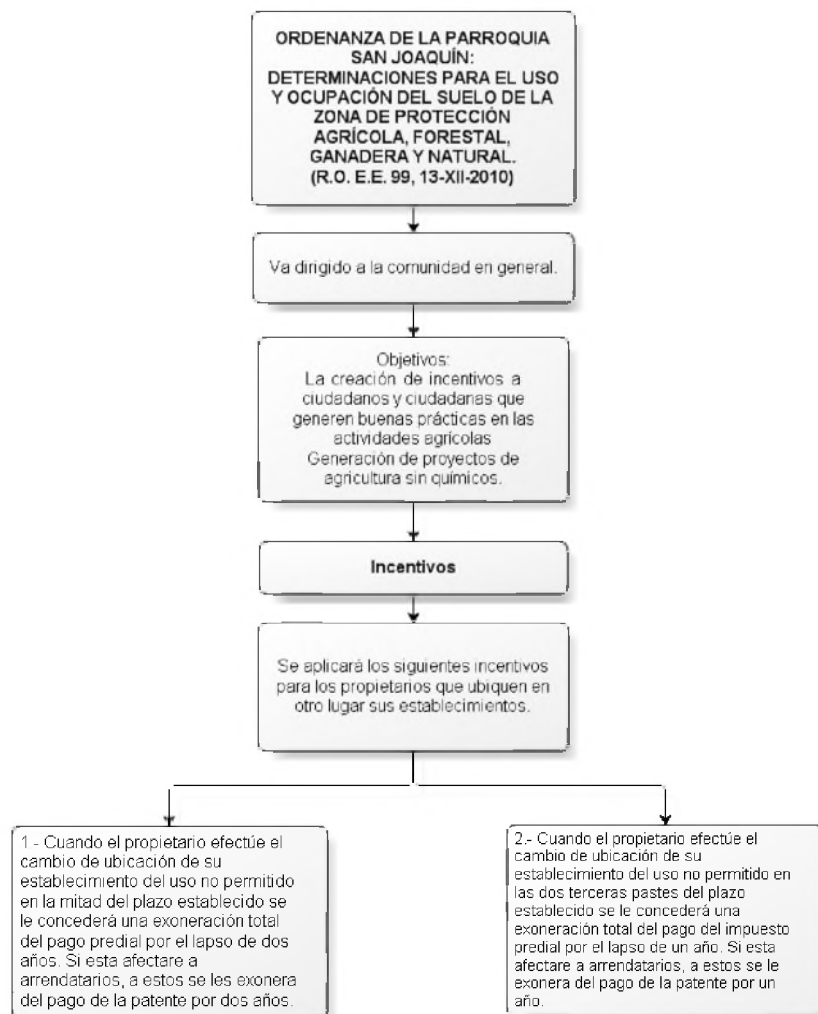 ORDENANZA DE LA PARROQUIA
SAN JOAQUÍN:
DETERMINACIONES PARA EL USO
Y OCUPACIÓN DEL SUELO DE LA
ZONA DE PROTECCIÓN
AGRÍCOLA, FORESTAL,
GANADERA Y NATURAL.
(R.O. E.E. 99, 13-XII-2010)
Va dirigido a la comunidad en general.
Objetivos:
La creación de incentivos a
ciudadanos y ciudadanas que
generen buenas prácticas en las
actividades agrícolas
Generación de proyectos de
agricultura sin químicos.
Incentivos
Se aplicará los siguientes incentivos
para los propietarios que ubiquen en
otro lugar sus establecimientos.
1.- Cuando el propietario efectúe el
cambio de ubicación de su
establecimiento del uso no permitido
en la mitad del plazo establecido se
le concederá una exoneración total
del pago predial por el lapso de dos
años. Si esta afectare a
arrendatarios, a estos se les exonera
del pago de la patente por dos años.
2.- Cuando el propietario efectúe el
cambio de ubicación de su
establecimiento del uso no permitido en
las dos terceras pastes del plazo
establecido se le concederá una
exoneración total del pago del impuesto
predial por el lapso de un año. Si esta
afectare a arrendatarios, a estos se le
exonera del pago de la patente por un
año.